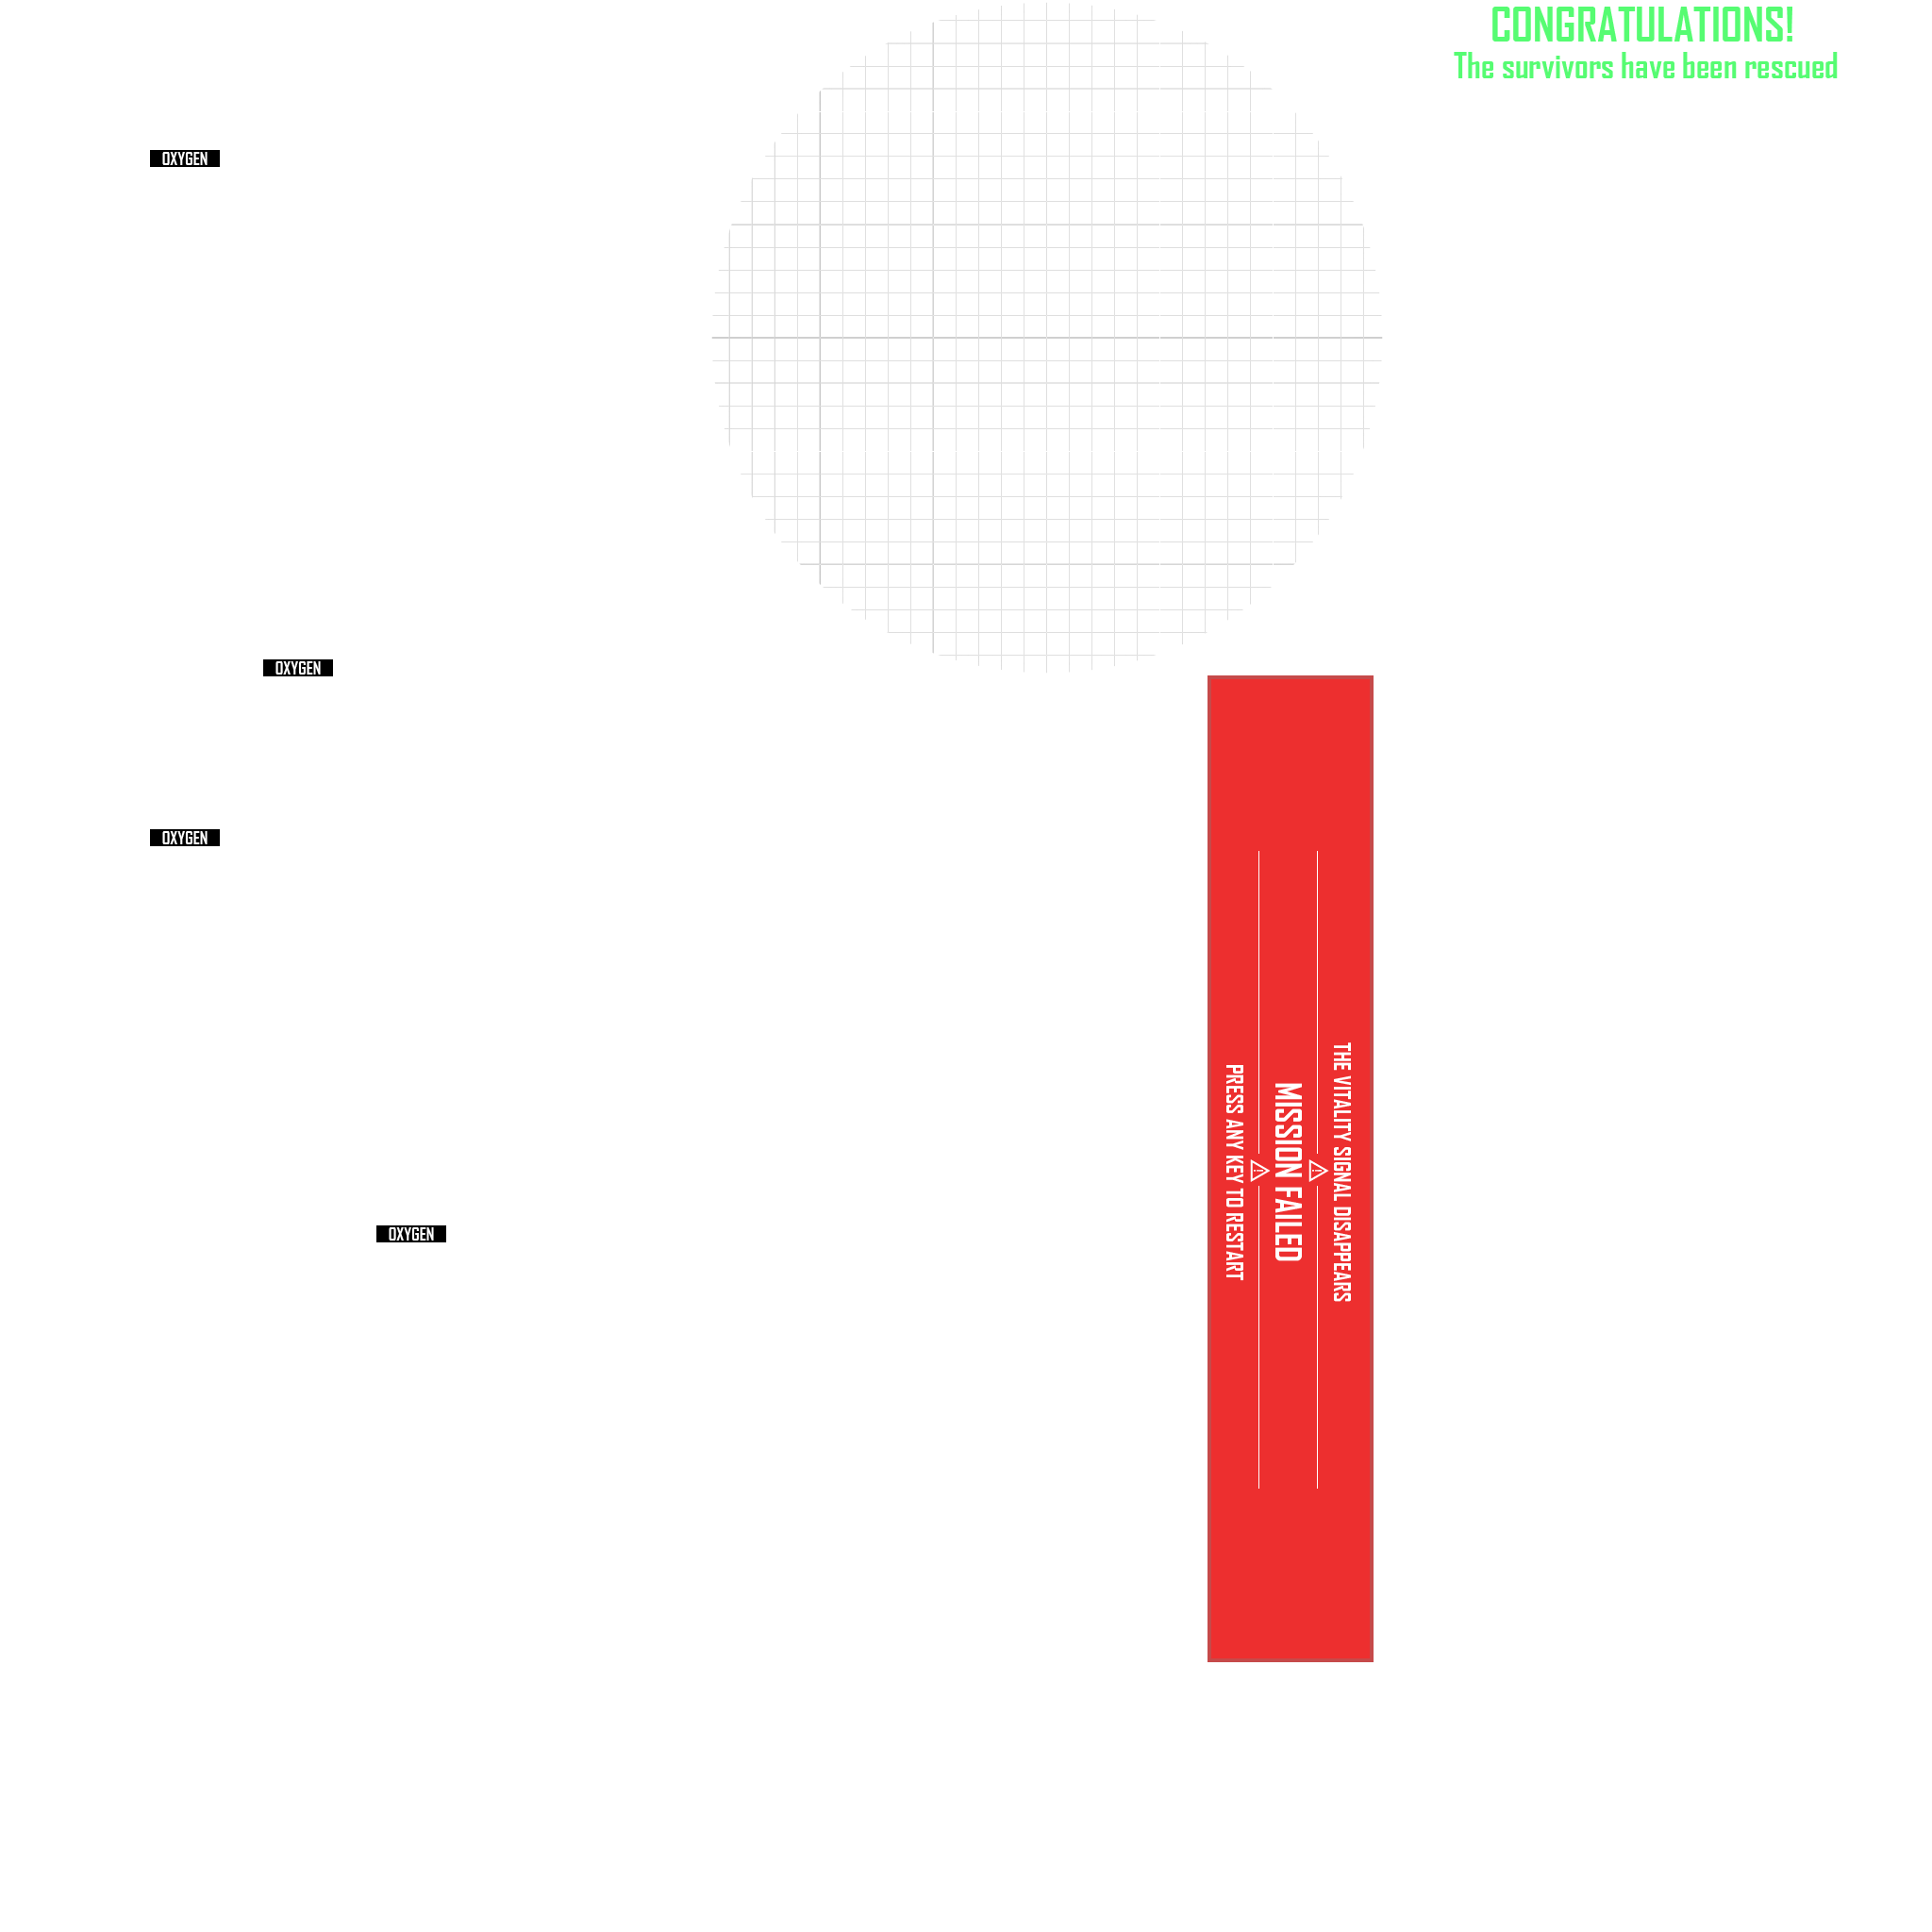 CONGRATULATIONS!
The survivors have been rescued
OXYGEN
OXYGEN
OXYGEN
OXYGEN
THE VITALITY SIGNAL DISAPPEARS
MISSION FAILED
PRESS ANY KEY TO RESTART